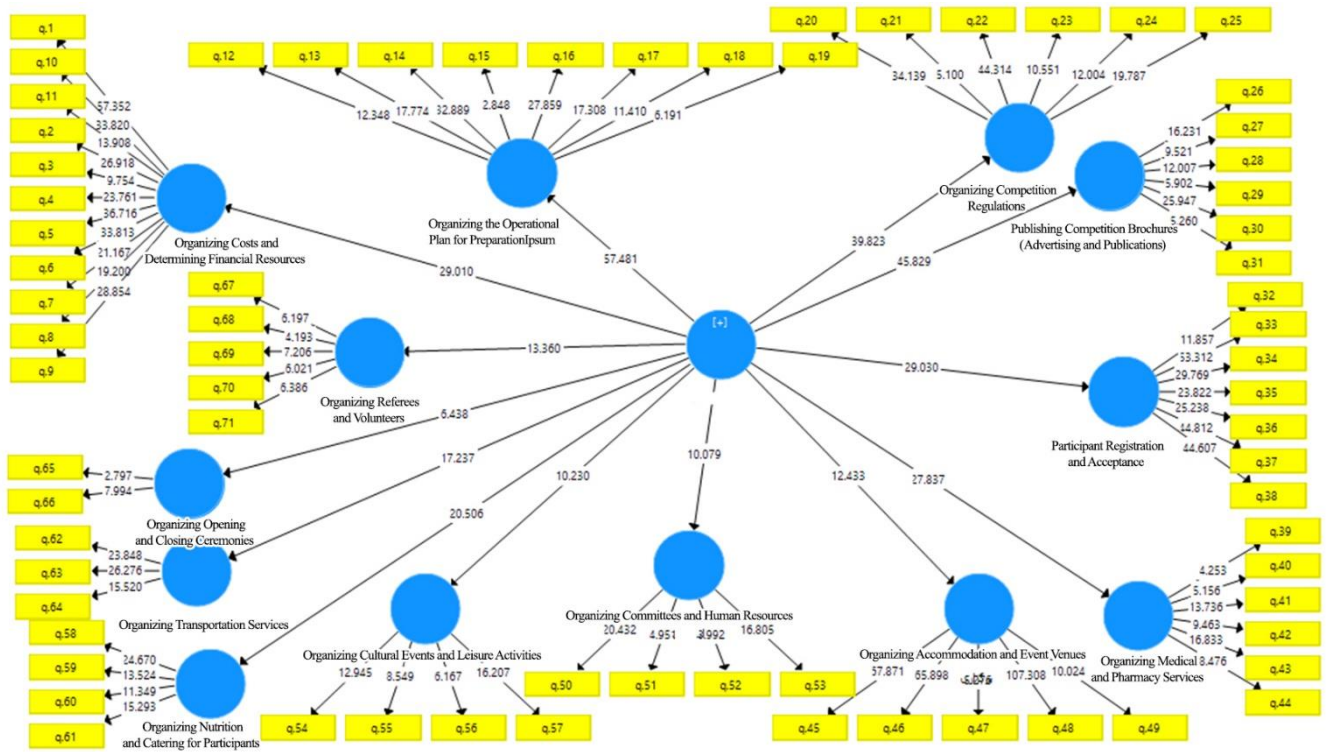 q.1
q.10
q.11
q.2
q.3
q.4
q.5
q.6
q.7
q.8
q.9
57.352
33.820
13.908
26.918
9.754
23.761
36.716
33.813
21.167
19.200
28.854
Organizing Costs and
Determining Financial Resources
q.12
q.13
q.14
q.15
q.16
q.17
q.18
q.19
12.348
17.774
32.889
2.848
27.859
17.308
11.410
6.191
Organizing the Operational
Plan for PreparationIpsum
q.20
q.21
q.22
q.23
q.24
q.25
34.139
5.100
44.314
10.551
12.004
19.787
Organizing Competition
Regulations
q.26
q.27
q.28
q.29
q.30
q.31
16.231
9.521
12.007
5.902
25.947
5.260
Publishing Competition Brochures
(Advertising and Publications)
29.010
57.481
39.823
45.829
[+]
q.67
q.68
q.69
q.70
q.71
6.197
4.193
7.206
6.021
6.386
Organizing Referees
and Volunteers
13.360
29.030
q.32
q.33
q.34
q.35
q.36
q.37
q.38
11.857
53.312
29.769
23.822
25.238
44.812
44.607
Participant Registration
and Acceptance
6.438
17.237
20.506
10.230
10.079
12.433
27.837
q.65
q.66
2.797
7.994
Organizing Opening
and Closing Ceremonies
q.62
q.63
q.64
23.848
26.276
15.520
Organizing Transportation Services
q.58
q.59
q.60
q.61
24.670
13.524
11.349
15.293
Organizing Nutrition
and Catering for Participants
Organizing Cultural Events and Leisure Activities
12.945
8.549
6.167
16.207
q.54
q.55
q.56
q.57
Organizing Committees and Human Resources
20.432
4.951
16.805
q.50
q.51
q.52
q.53
Organizing Accommodation and Event Venues
57.871
65.898
107.308
10.024
q.45
q.46
q.47
q.48
q.49
q.39
q.40
q.41
q.42
q.43
q.44
4.253
5.156
13.736
9.463
16.833
8.476
Organizing Medical
and Pharmacy Services